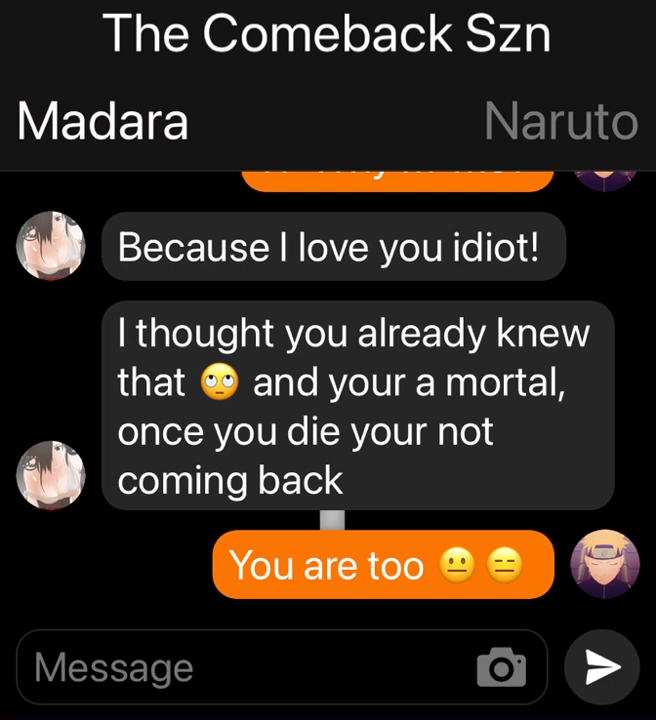 The Comeback Szn
Madara Naruto
Because I love you idiot!
I thought you already knew
that 🙄 and your a mortal,
once you die your not
coming back
You are too 😐 😑
Message